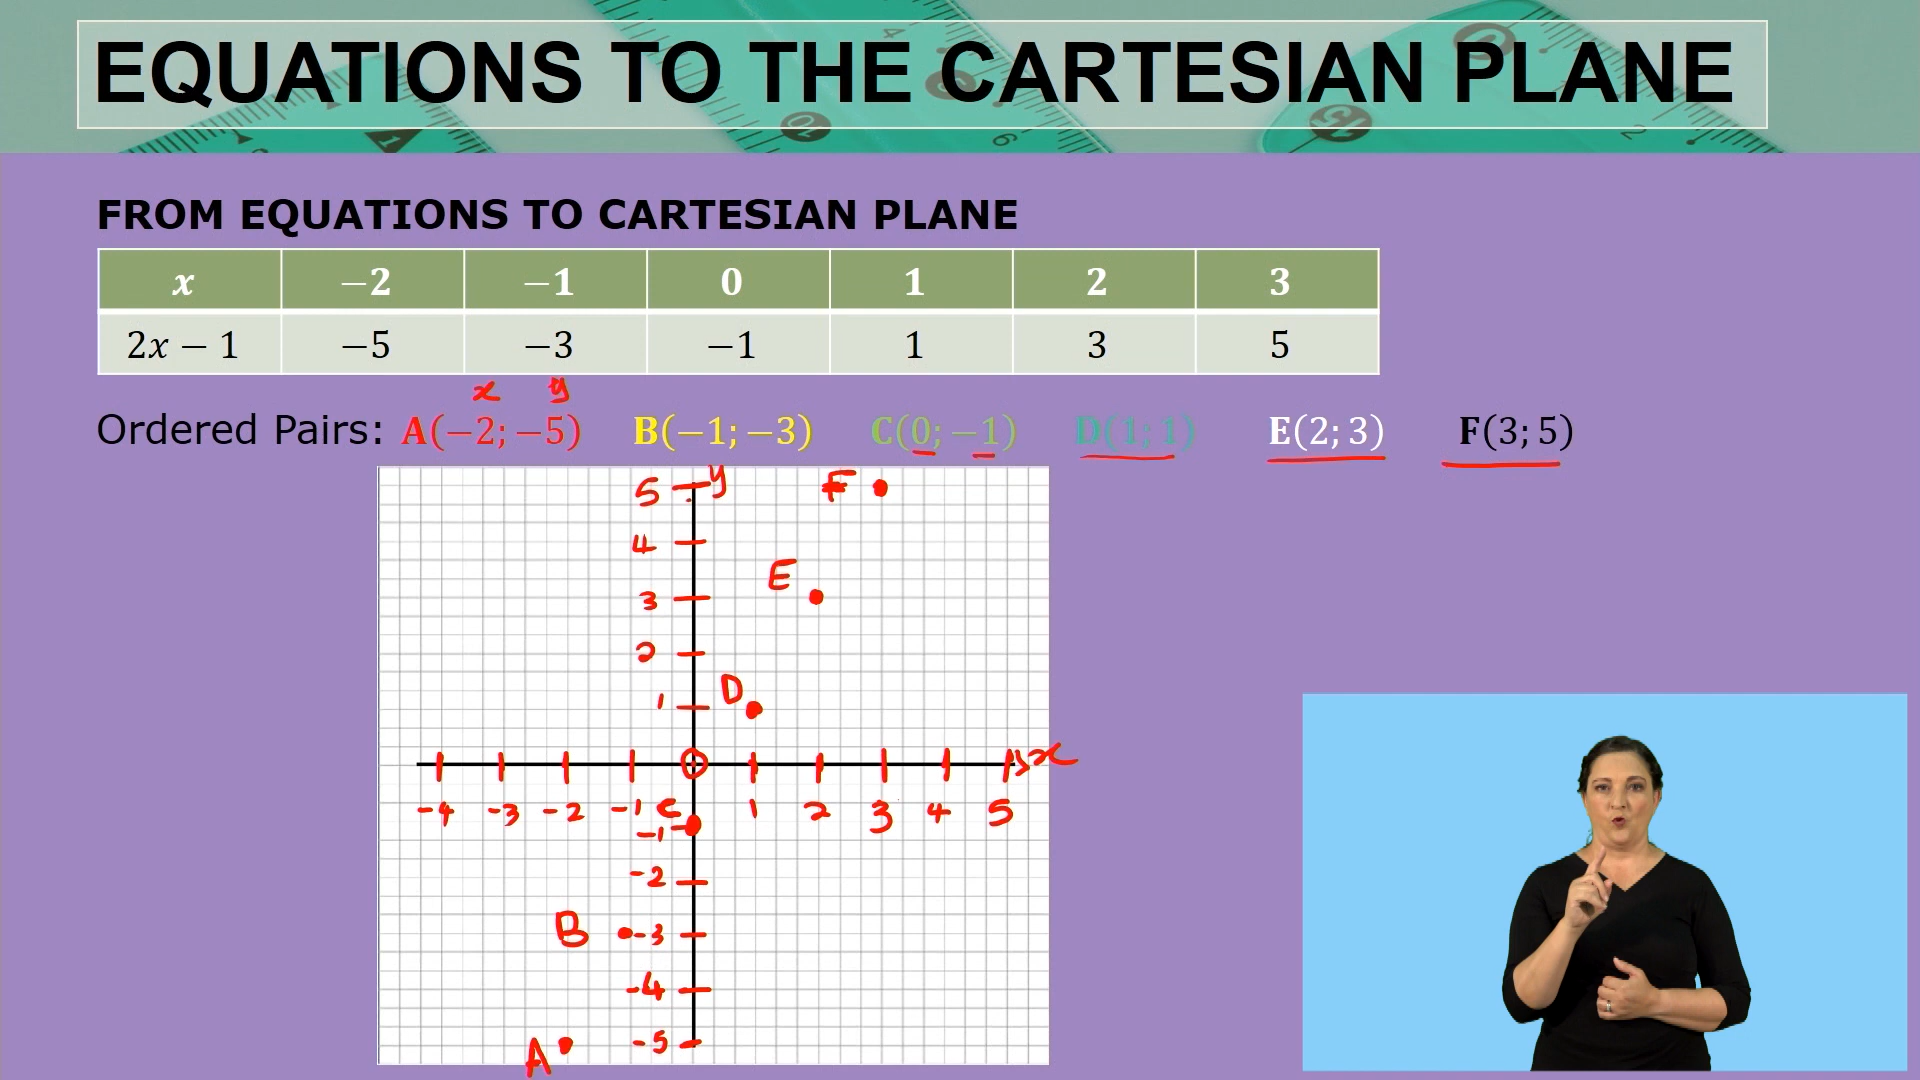 EQUATIONS TO THE CARTESIAN PLANE
FROM EQUATIONS TO CARTESIAN PLANE
x −2 −1 0 1 2 3
2x − 1 −5 −3 −1 1 3 5
x y
Ordered Pairs: A(−2; −5) B(−1; −3) C(0; −1) D(1; 1) E(2; 3) F(3; 5)
y
5 F
4
E
3
2
D
1
0 x
-4 -3 -2 -1 C 1 2 3 4 5
-1
-2
B -3
-4
A -5